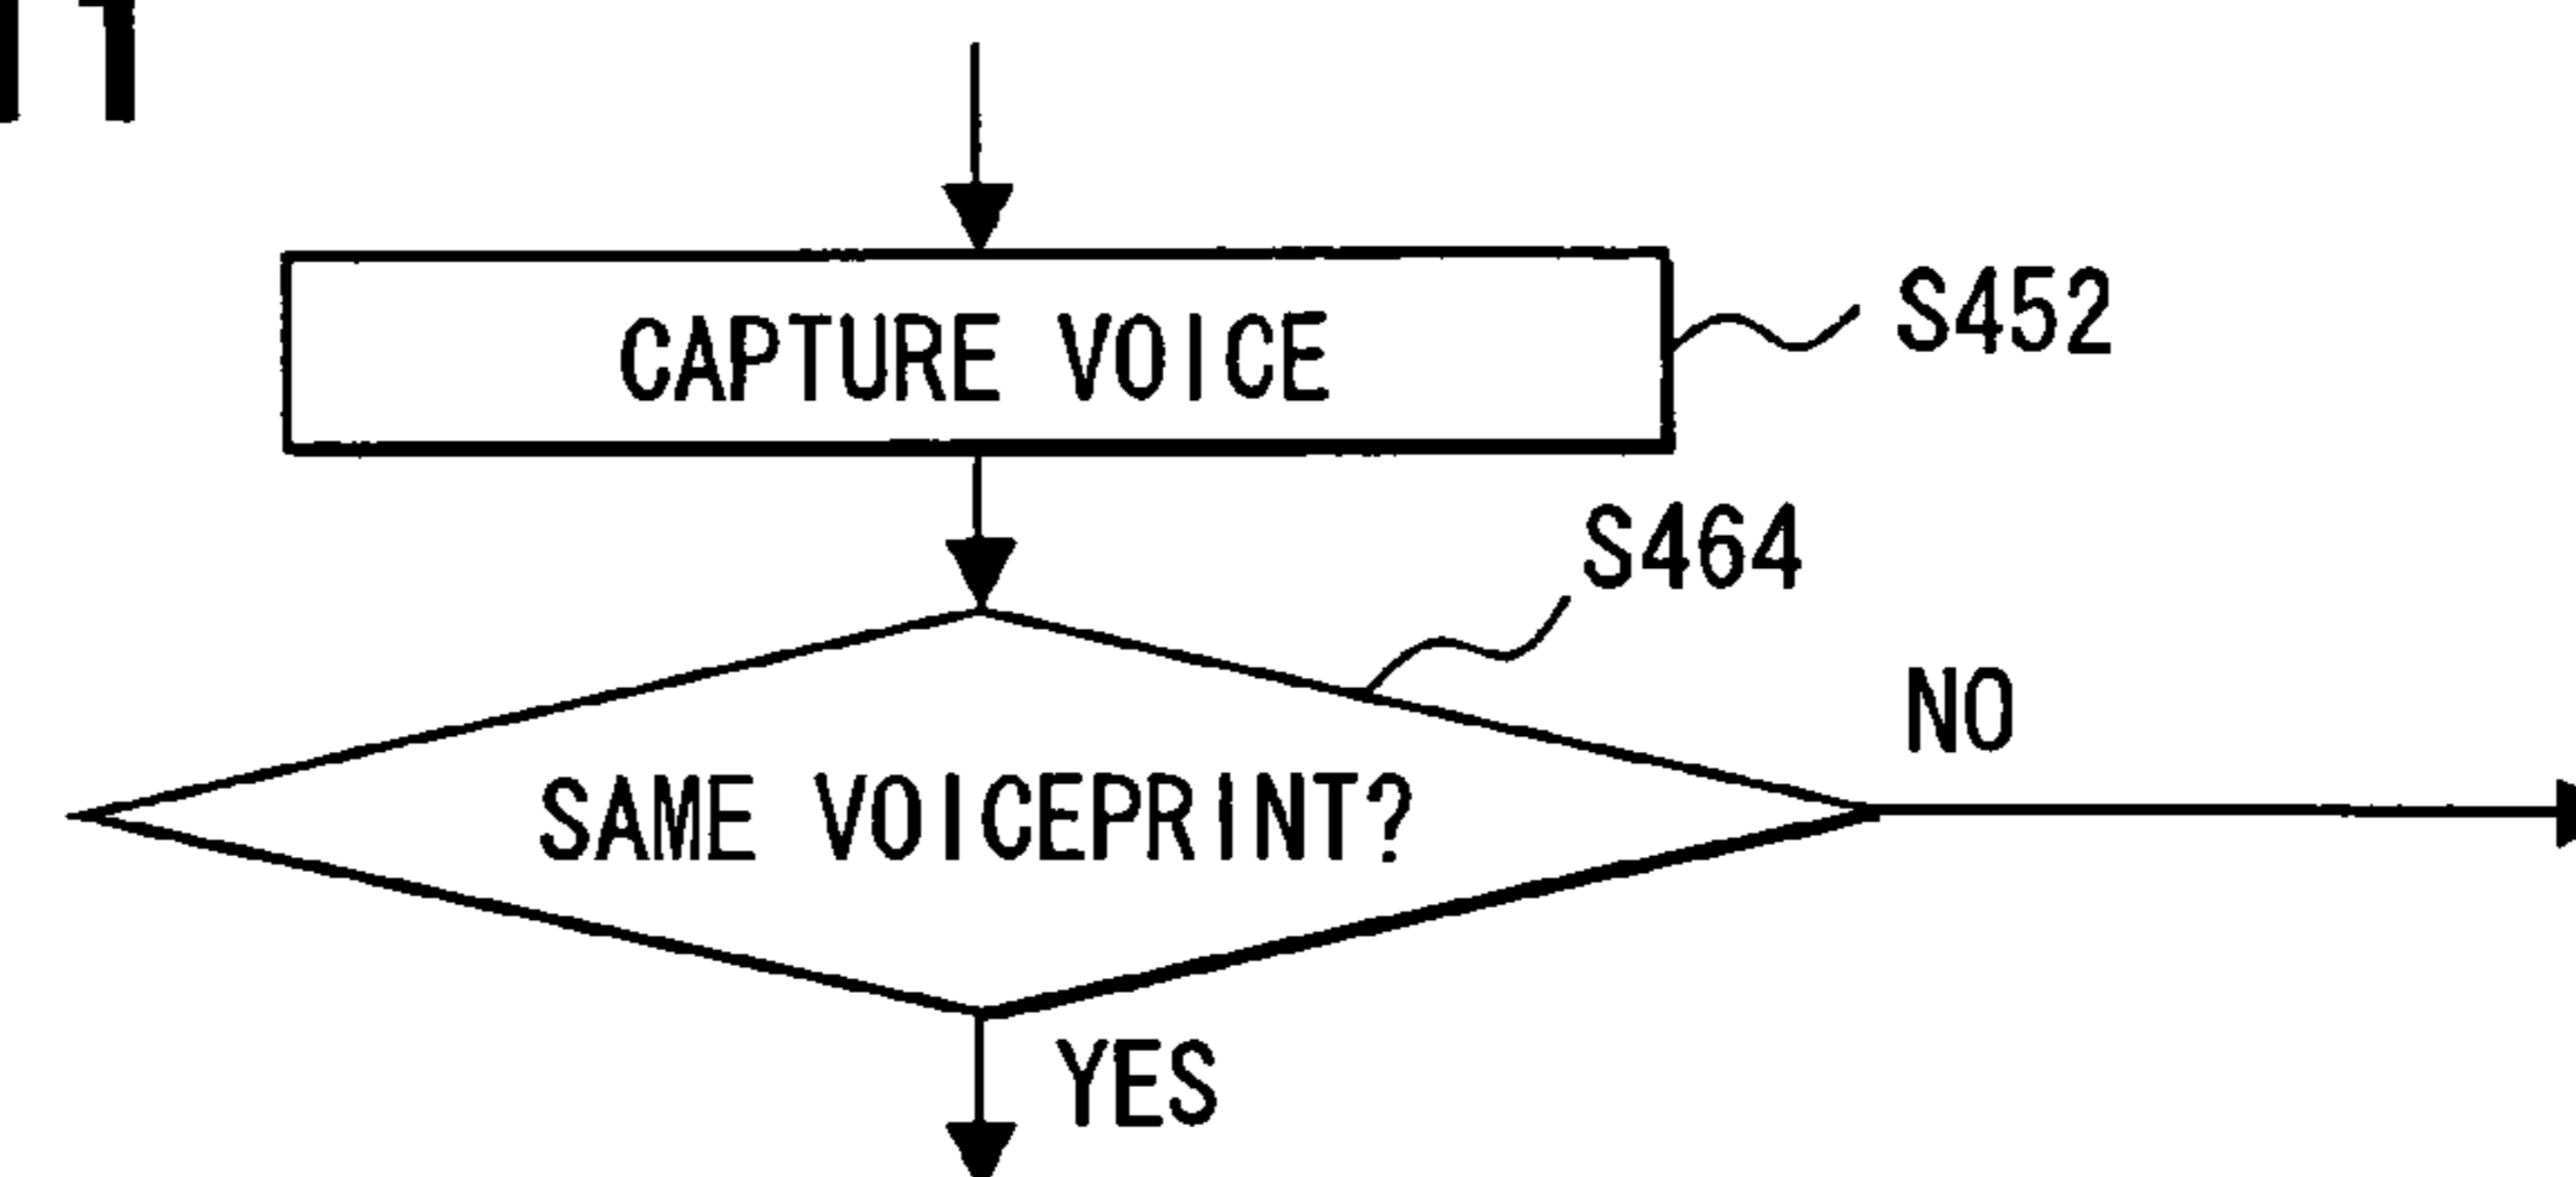 11
CAPTURE VOICE
S452
S464
NO
SAME VOICEPRINT?
YES